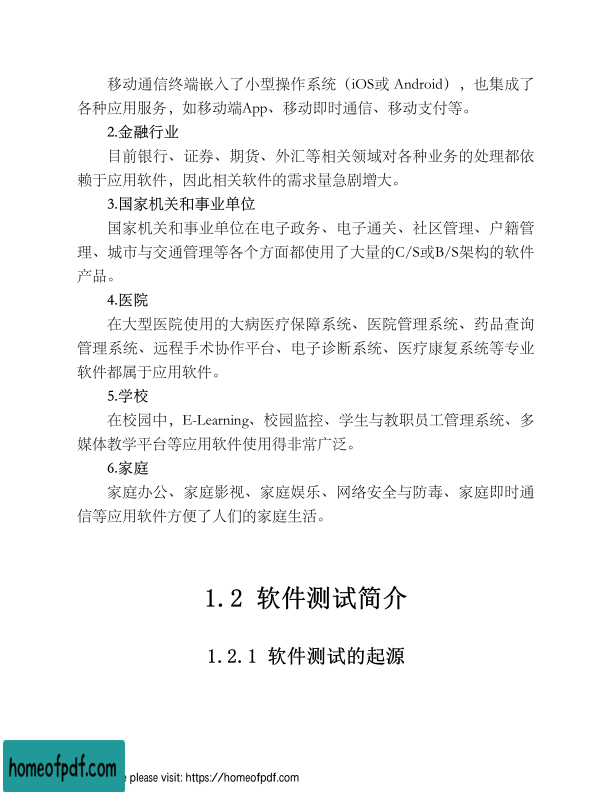 移动通信终端嵌入了小型操作系统（iOS或 Android），也集成了
各种应用服务，如移动端App、移动即时通信、移动支付等。
2.金融行业
目前银行、证券、期货、外汇等相关领域对各种业务的处理都依
赖于应用软件，因此相关软件的需求量急剧增大。
3.国家机关和事业单位
国家机关和事业单位在电子政务、电子通关、社区管理、户籍管
理、城市与交通管理等各个方面都使用了大量的C/S或B/S架构的软件
产品。
4.医院
在大型医院使用的大病医疗保障系统、医院管理系统、药品查询
管理系统、远程手术协作平台、电子诊断系统、医疗康复系统等专业
软件都属于应用软件。
5.学校
在校园中，E-Learning、校园监控、学生与教职员工管理系统、多
媒体教学平台等应用软件使用得非常广泛。
6.家庭
家庭办公、家庭影视、家庭娱乐、网络安全与防毒、家庭即时通
信等应用软件方便了人们的家庭生活。
1.2 软件测试简介
1.2.1 软件测试的起源
homeofpdf.com
please visit: https://homeofpdf.com